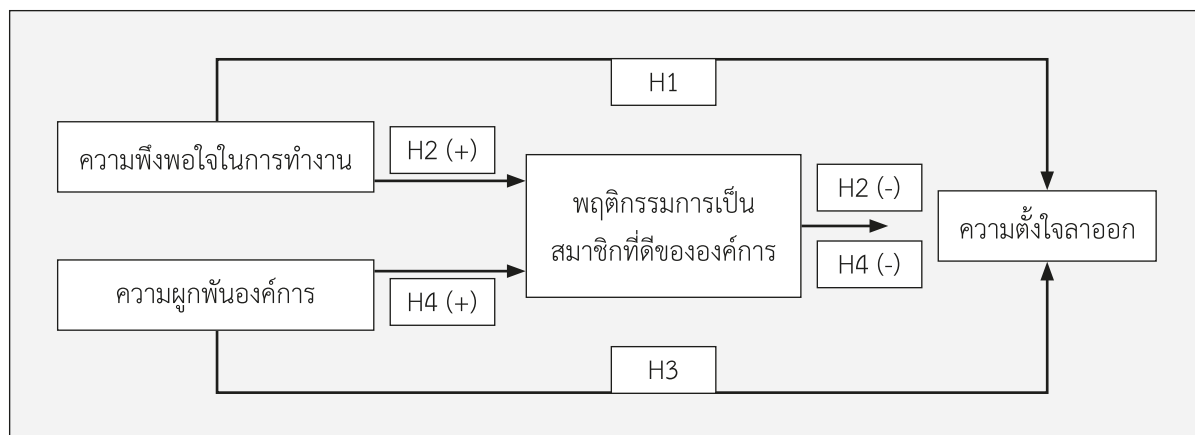 H1
ความพึงพอใจในการทำงาน
H2 (+)
พฤติกรรมการเป็น
สมาชิกที่ดีขององค์การ
H2 (-)
H4 (-)
ความตั้งใจลาออก
ความผูกพันองค์การ
H4 (+)
H3